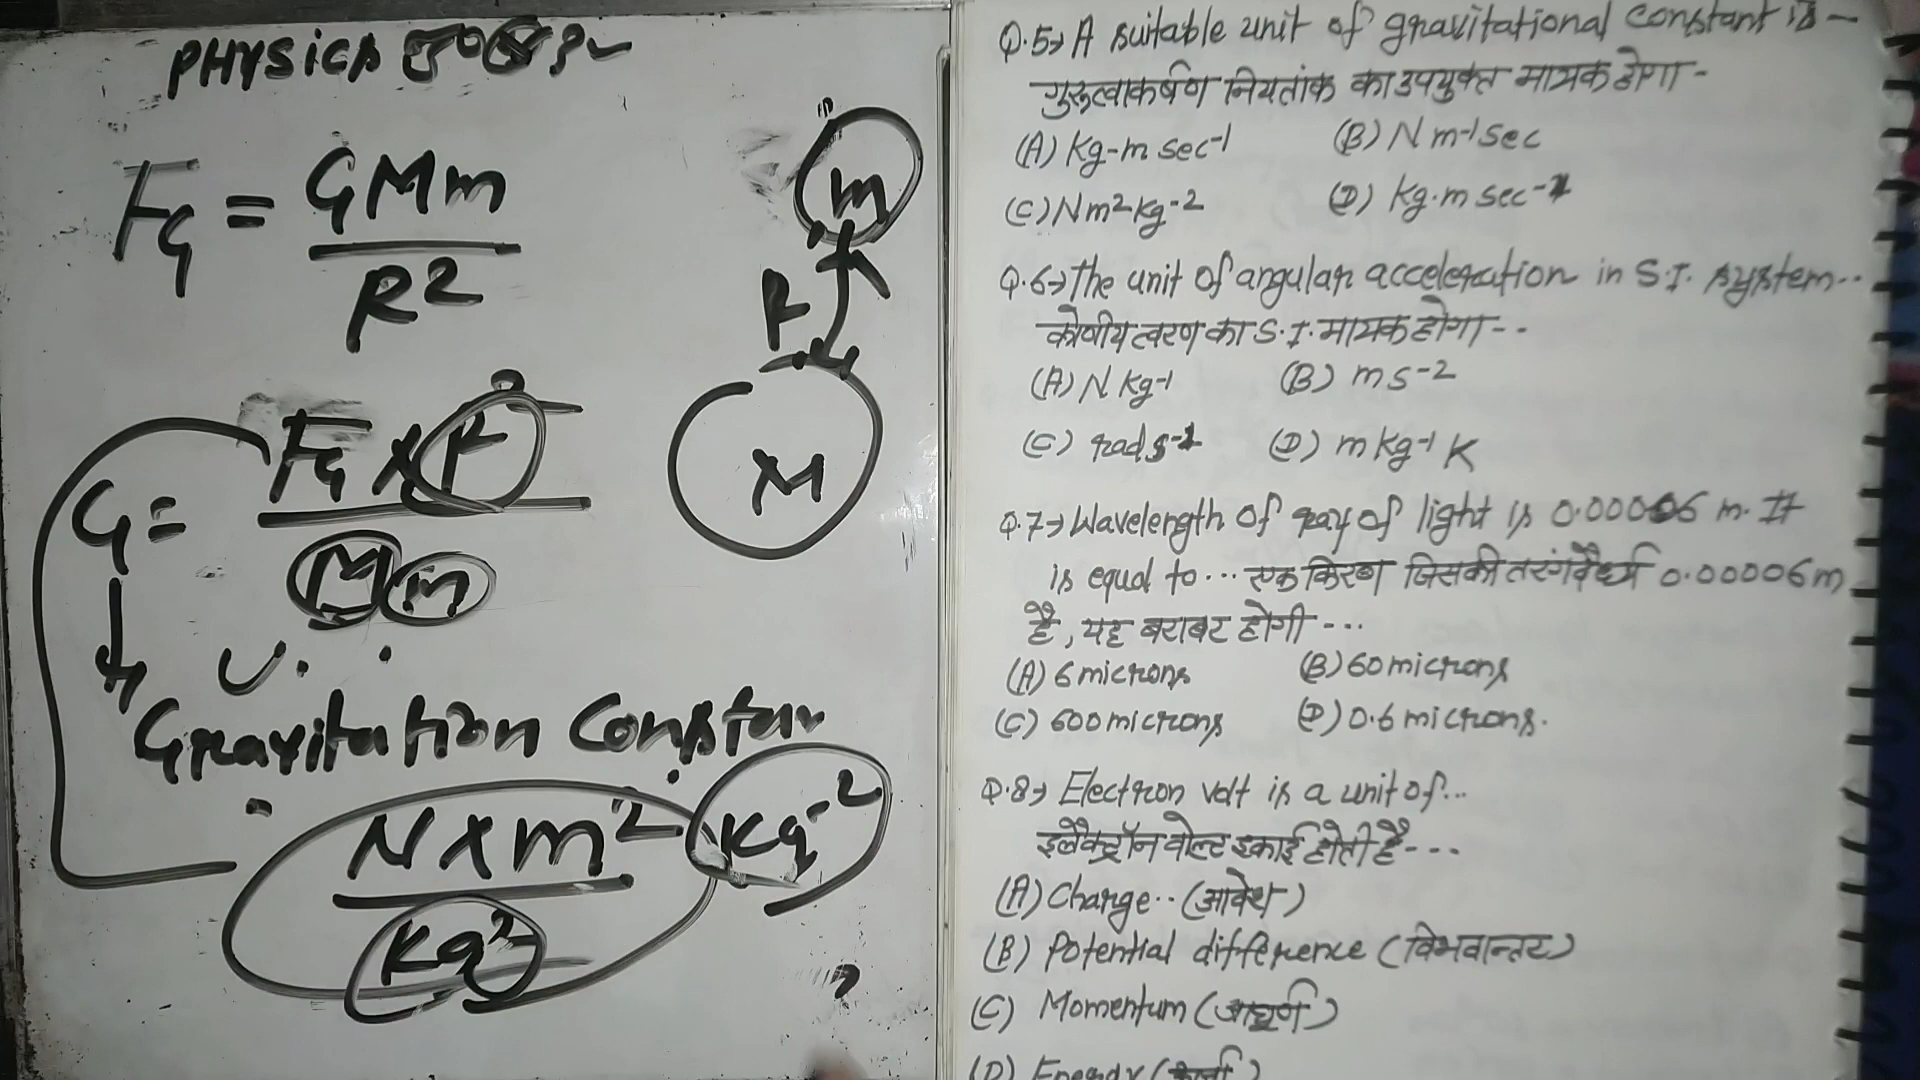 PHYSICS
F_G = GMm / R²
m
R
M
G = F_G × R² / M m
U.
Gravitation Constan
N × m² / Kg²
Kg⁻²
Q.5→ A suitable unit of gravitational constant is –
गुरुत्वाकर्षण नियतांक का उपयुक्त मात्रक होगा -
(A) Kg-m sec-1 (B) N m-1 sec
(C) N m2 kg-2 (D) kg.m sec-1
Q.6→ The unit of angular acceleration in S.I. system..
कोणीय त्वरण का S.I. मात्रक होगा --
(A) N kg-1 (B) m s-2
(C) rad s-2 (D) m kg-1 K
Q.7→ Wavelength of ray of light is 0.00006 m. It
is equal to... एक किरण जिसकी तरंगदैर्ध्य 0.00006 m
है, यह बराबर होगी ---
(A) 6 microns (B) 60 microns
(C) 600 microns (D) 0.6 microns.
Q.8→ Electron volt is a unit of...
इलैक्ट्रॉन वोल्ट इकाई होती है ---
(A) Charge.. (आवेश)
(B) Potential difference (विभवान्तर)
(C) Momentum (आघूर्ण)
(D) Energy (ऊर्जा)